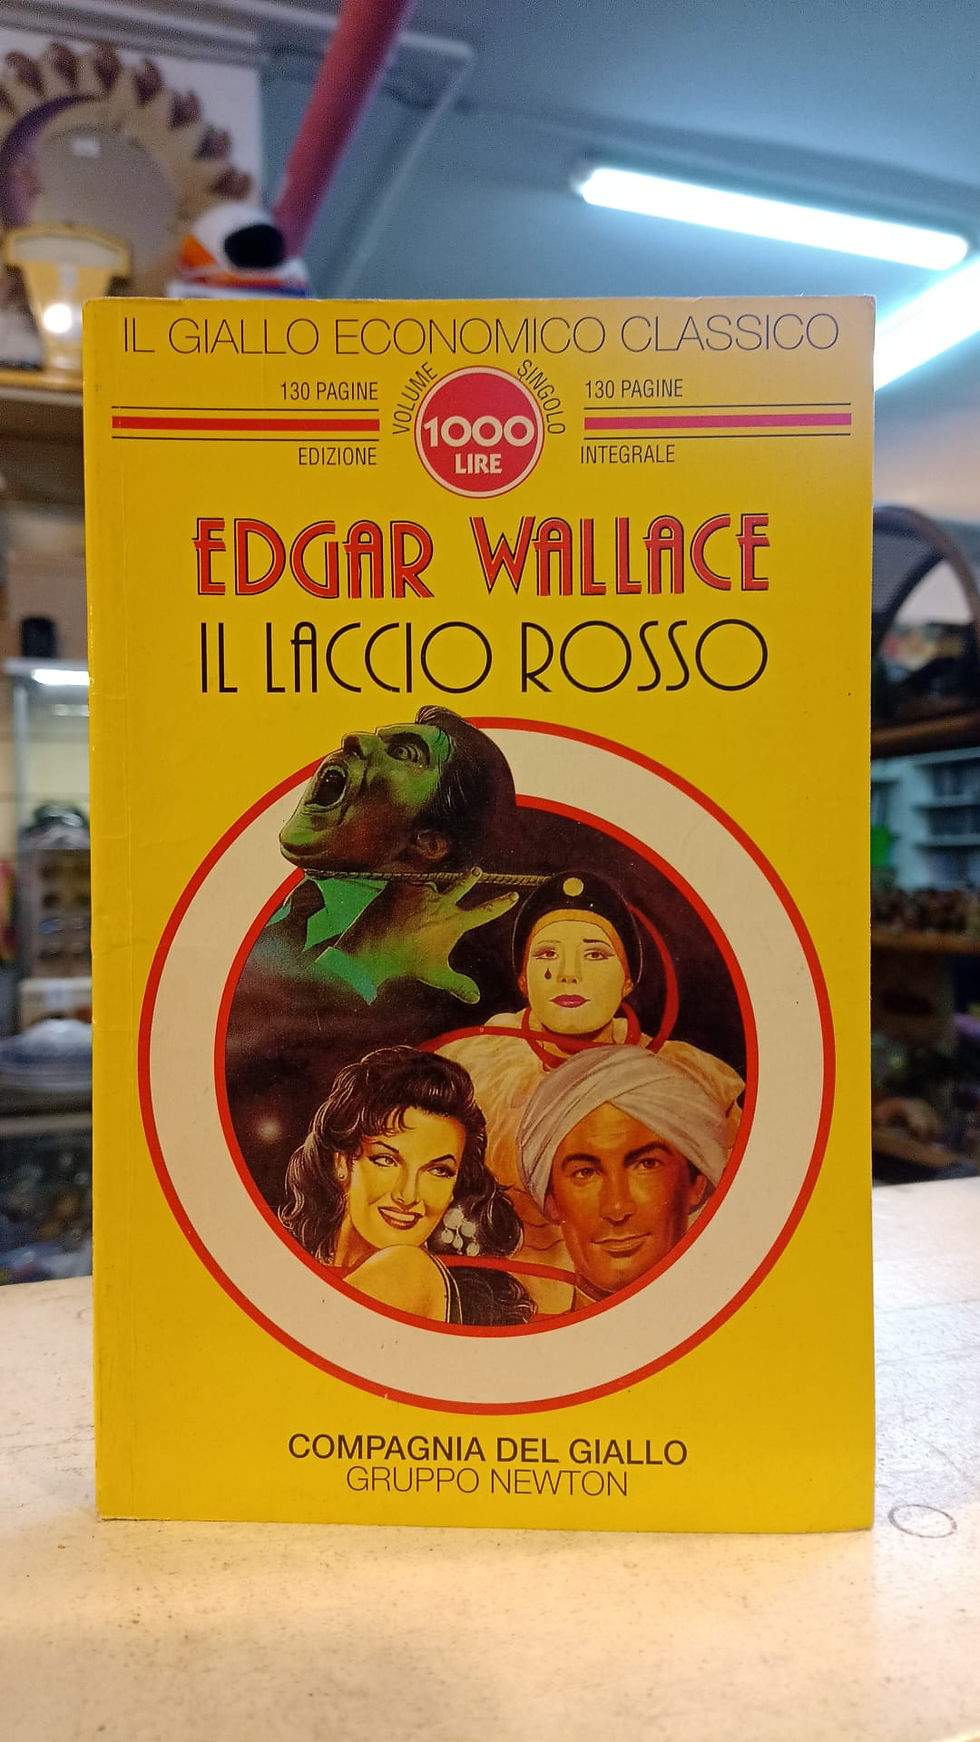 IL GIALLO ECONOMICO CLASSICO
130 PAGINE
VOLUME SINGOLO
130 PAGINE
1000
LIRE
EDIZIONE
INTEGRALE
EDGAR WALLACE
IL LACCIO ROSSO
COMPAGNIA DEL GIALLO
GRUPPO NEWTON